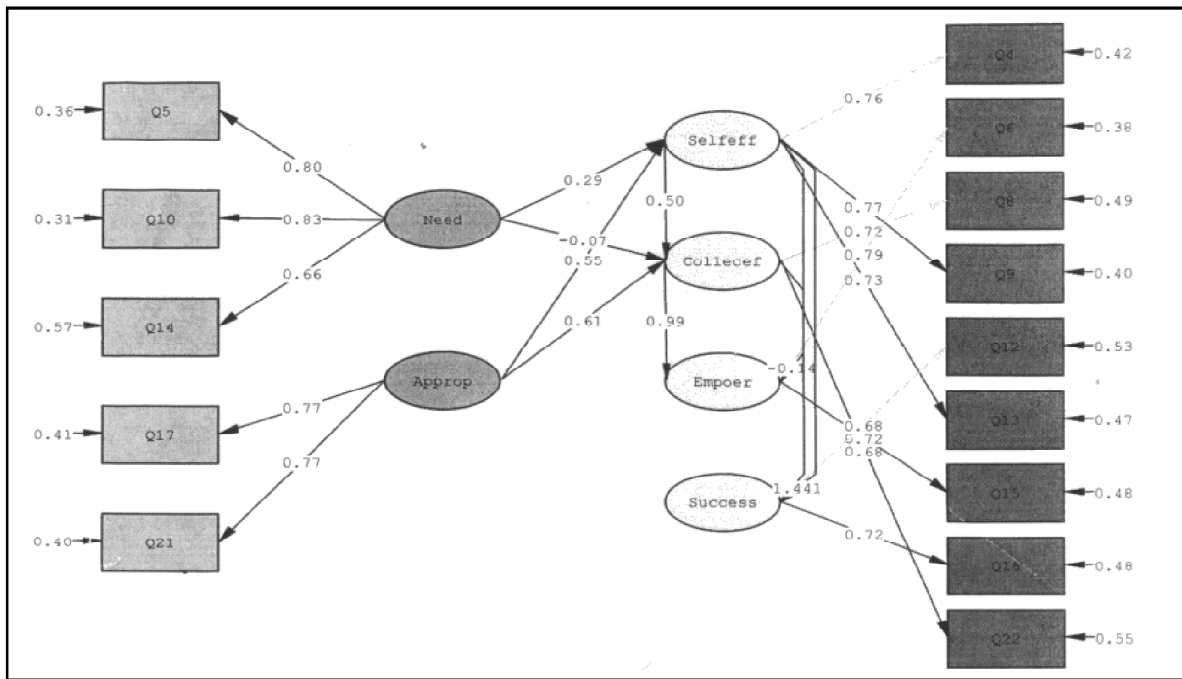 Q4
0.42
Q5
0.36
0.76
Q6
0.38
Selfeff
0.80
0.29
Q8
0.49
0.50
0.77
Q10
0.31
0.83
Need
0.72
-0.07
0.79
Collecef
0.55
Q9
0.40
0.66
0.73
Q14
0.57
0.61
0.99
Q12
0.53
Approp
Empoer
-0.14
0.77
Q17
0.41
0.68
0.72
0.68
Q13
0.47
0.77
1.441
Success
Q15
0.48
Q21
0.40
0.72
Q16
0.48
Q22
0.55